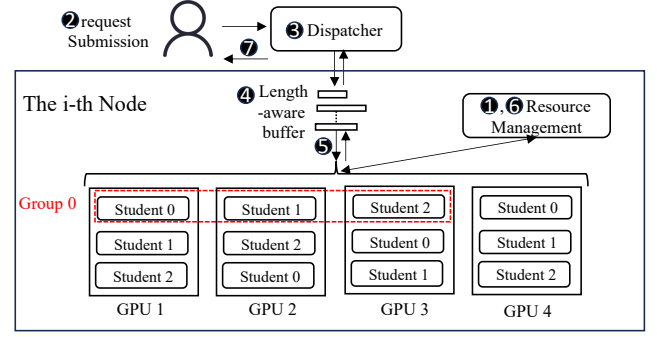 ❷ request
Submission
❸ Dispatcher
❼
The i-th Node
❹ Length
-aware
buffer
❶,❻ Resource
Management
❺
Group 0
Student 0
Student 1
Student 2
Student 0
Student 1
Student 2
Student 0
Student 1
Student 2
Student 0
Student 1
Student 2
GPU 1
GPU 2
GPU 3
GPU 4